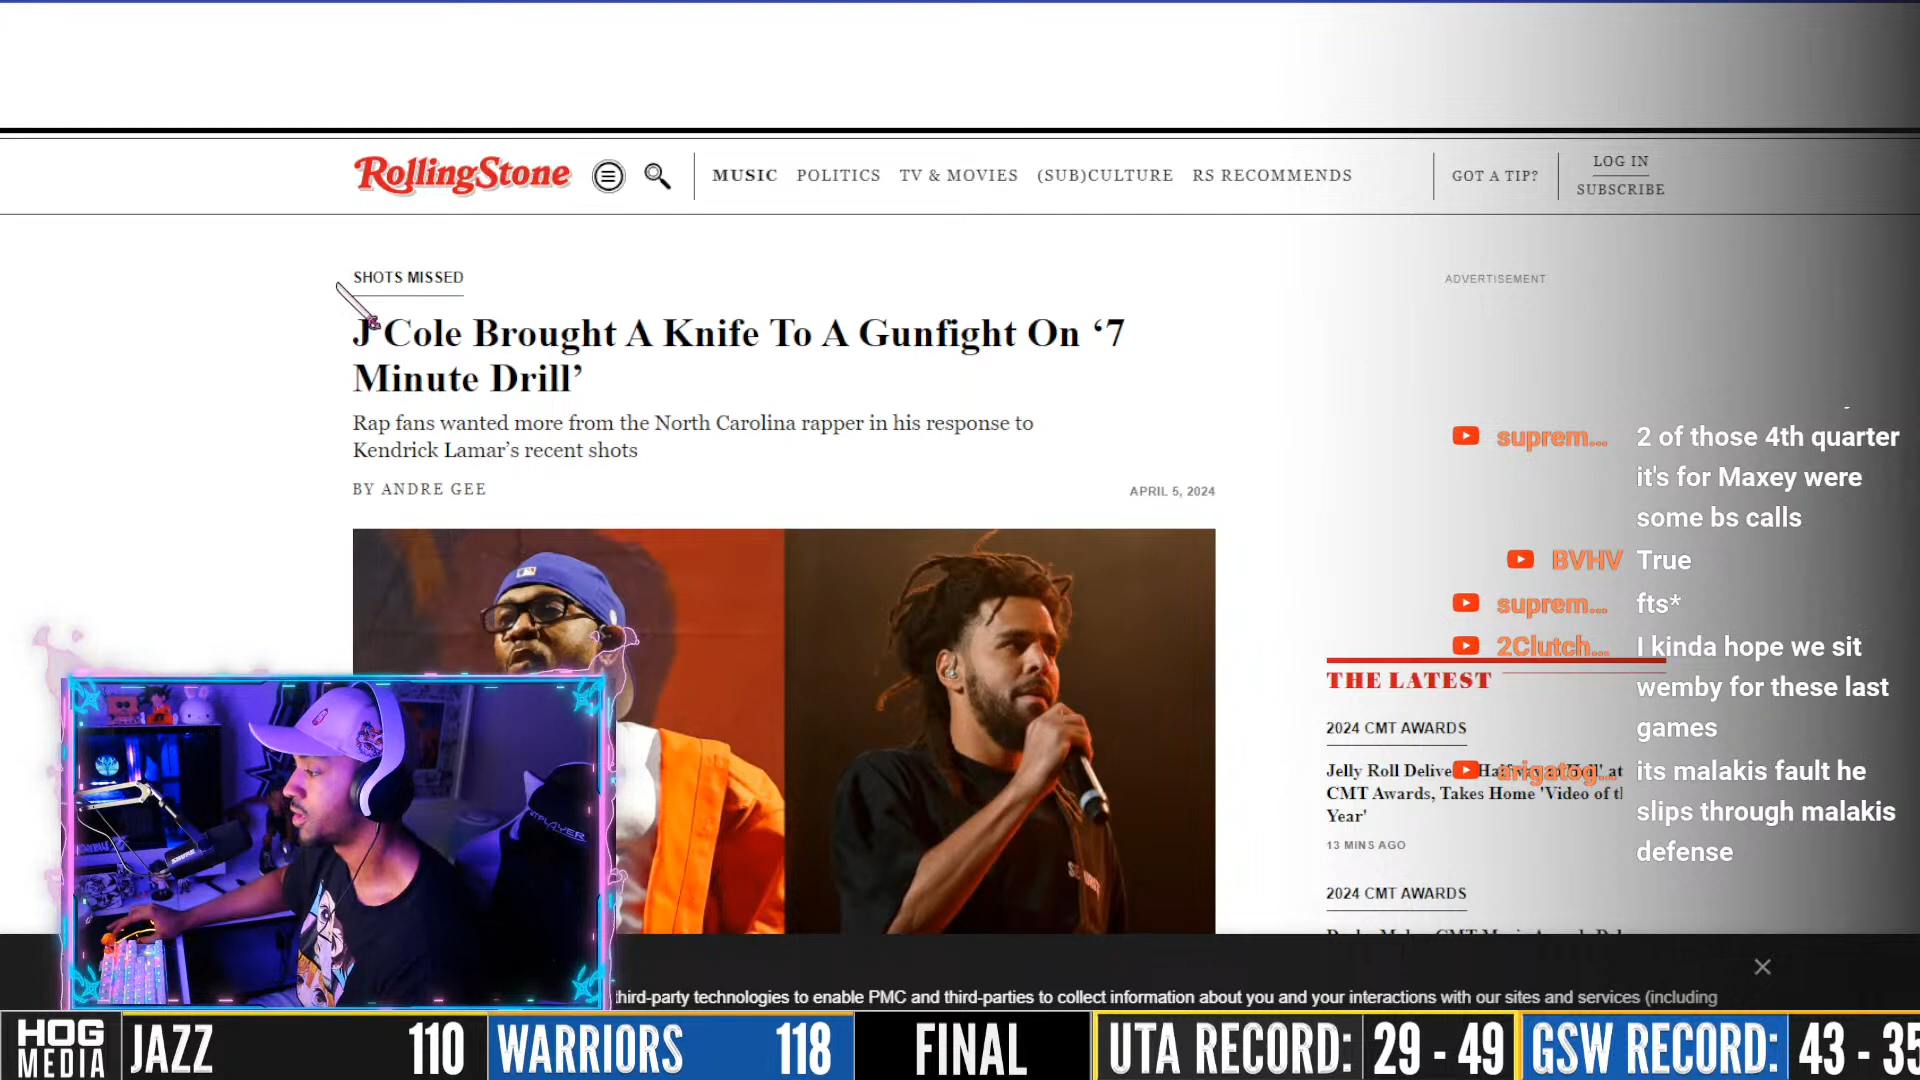 RollingStone
MUSIC POLITICS TV & MOVIES (SUB)CULTURE RS RECOMMENDS
GOT A TIP?
LOG IN
SUBSCRIBE
SHOTS MISSED
ADVERTISEMENT
J Cole Brought A Knife To A Gunfight On ‘7
Minute Drill’
Rap fans wanted more from the North Carolina rapper in his response to
Kendrick Lamar’s recent shots
BY ANDRE GEE
APRIL 5, 2024
suprem... 2 of those 4th quarter
it's for Maxey were
some bs calls
BVHV True
suprem... fts*
2Clutch... I kinda hope we sit
wemby for these last
games
arigatog... its malakis fault he
slips through malakis
defense
THE LATEST
2024 CMT AWARDS
Jelly Roll at
CMT Awards, Takes Home 'Video of
Year'
13 MINS AGO
2024 CMT AWARDS
third-party technologies to enable PMC and third-parties to collect information about you and your interactions with our sites and services (including
HOG
MEDIA
JAZZ 110 WARRIORS 118 FINAL UTA RECORD: 29 - 49 GSW RECORD: 43 - 35